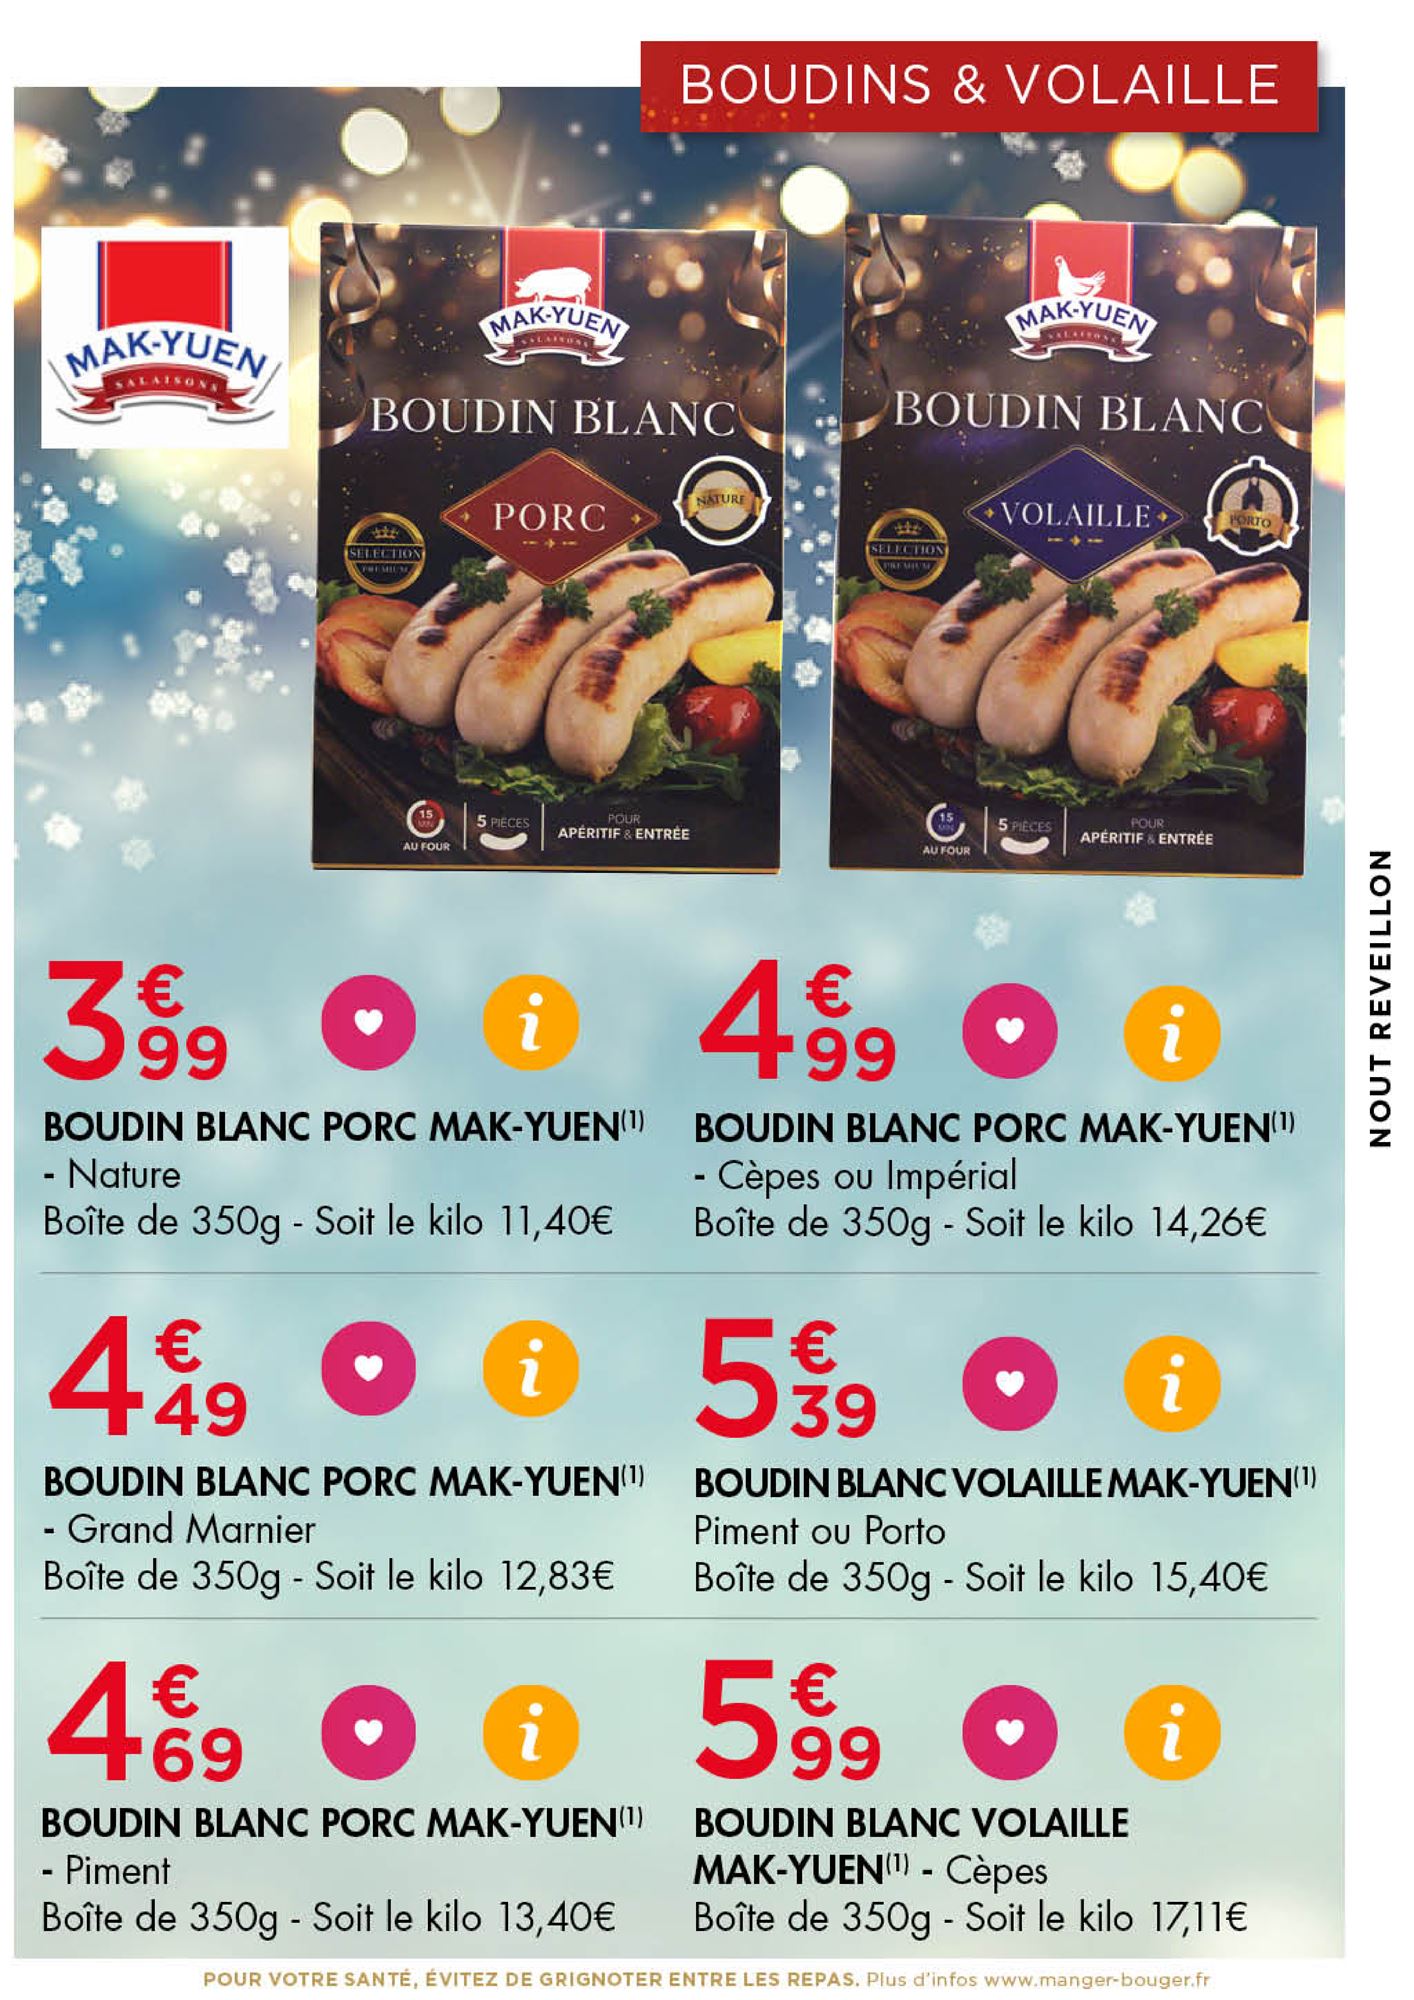 BOUDINS & VOLAILLE
MAK-YUEN
SALAISONS
MAK-YUEN
SALAISONS
BOUDIN BLANC
PORC
NATURE
SELECTION
PREMIUM
15
MIN
AU FOUR
5 PIÈCES
POUR
APÉRITIF & ENTRÉE
MAK-YUEN
SALAISONS
BOUDIN BLANC
VOLAILLE
PORTO
SELECTION
PREMIUM
15
MIN
AU FOUR
5 PIÈCES
POUR
APÉRITIF & ENTRÉE
NOUT REVEILLON
3€99
BOUDIN BLANC PORC MAK-YUEN(1)
- Nature
Boîte de 350g - Soit le kilo 11,40€
4€99
BOUDIN BLANC PORC MAK-YUEN(1)
- Cèpes ou Impérial
Boîte de 350g - Soit le kilo 14,26€
4€49
BOUDIN BLANC PORC MAK-YUEN(1)
- Grand Marnier
Boîte de 350g - Soit le kilo 12,83€
5€39
BOUDIN BLANC VOLAILLE MAK-YUEN(1)
Piment ou Porto
Boîte de 350g - Soit le kilo 15,40€
4€69
BOUDIN BLANC PORC MAK-YUEN(1)
- Piment
Boîte de 350g - Soit le kilo 13,40€
5€99
BOUDIN BLANC VOLAILLE
MAK-YUEN(1) - Cèpes
Boîte de 350g - Soit le kilo 17,11€
POUR VOTRE SANTÉ, ÉVITEZ DE GRIGNOTER ENTRE LES REPAS. Plus d'infos www.manger-bouger.fr